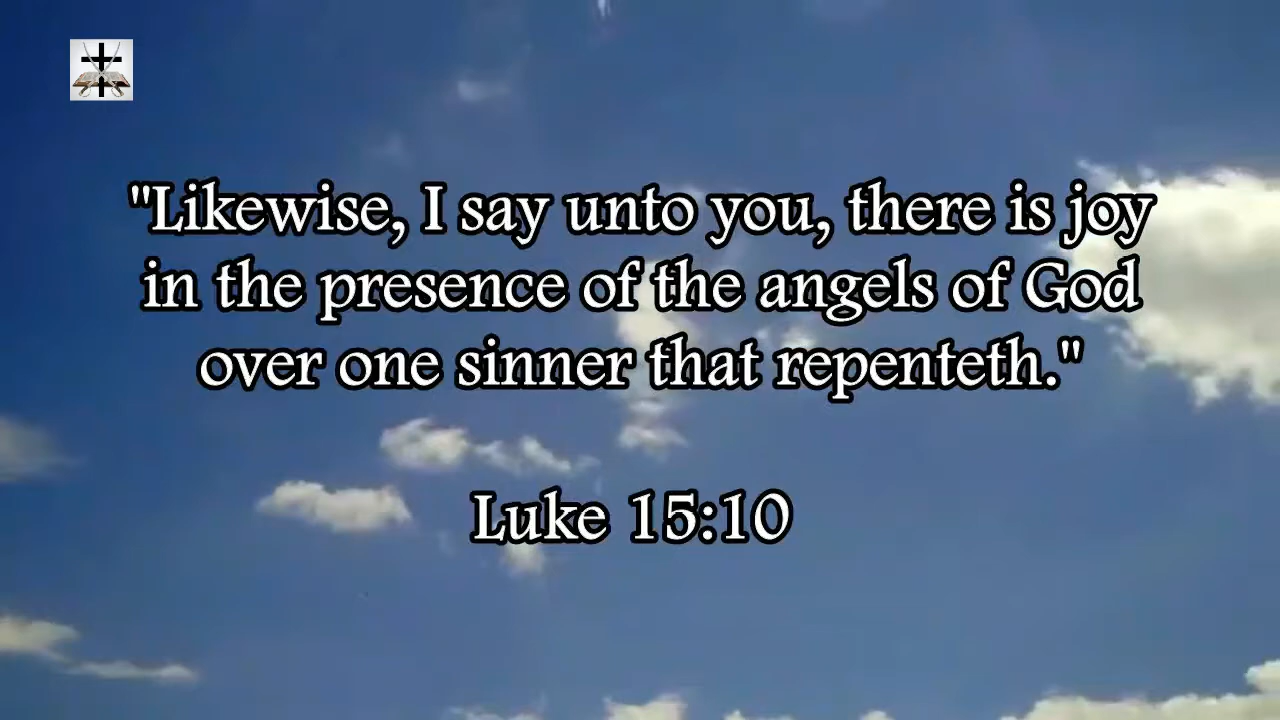 "Likewise, I say unto you, there is joy
in the presence of the angels of God
over one sinner that repenteth."
Luke 15:10